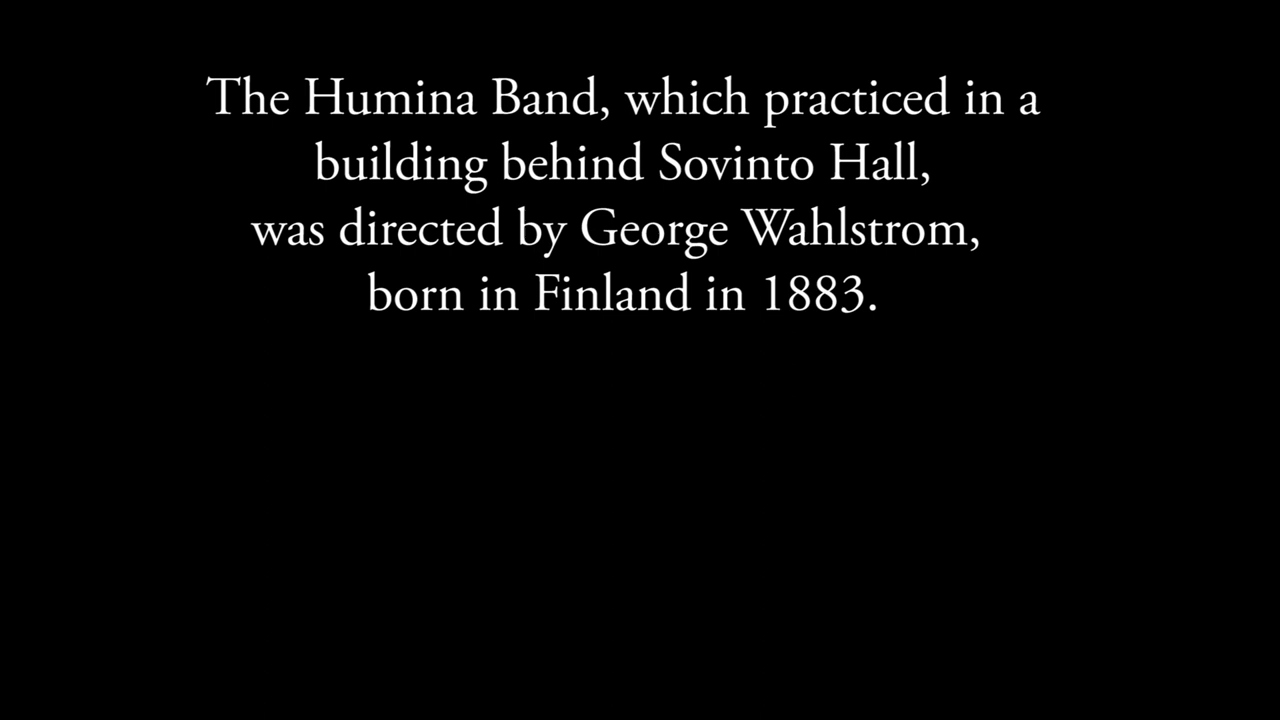 The Humina Band, which practiced in a
building behind Sovinto Hall,
was directed by George Wahlstrom,
born in Finland in 1883.